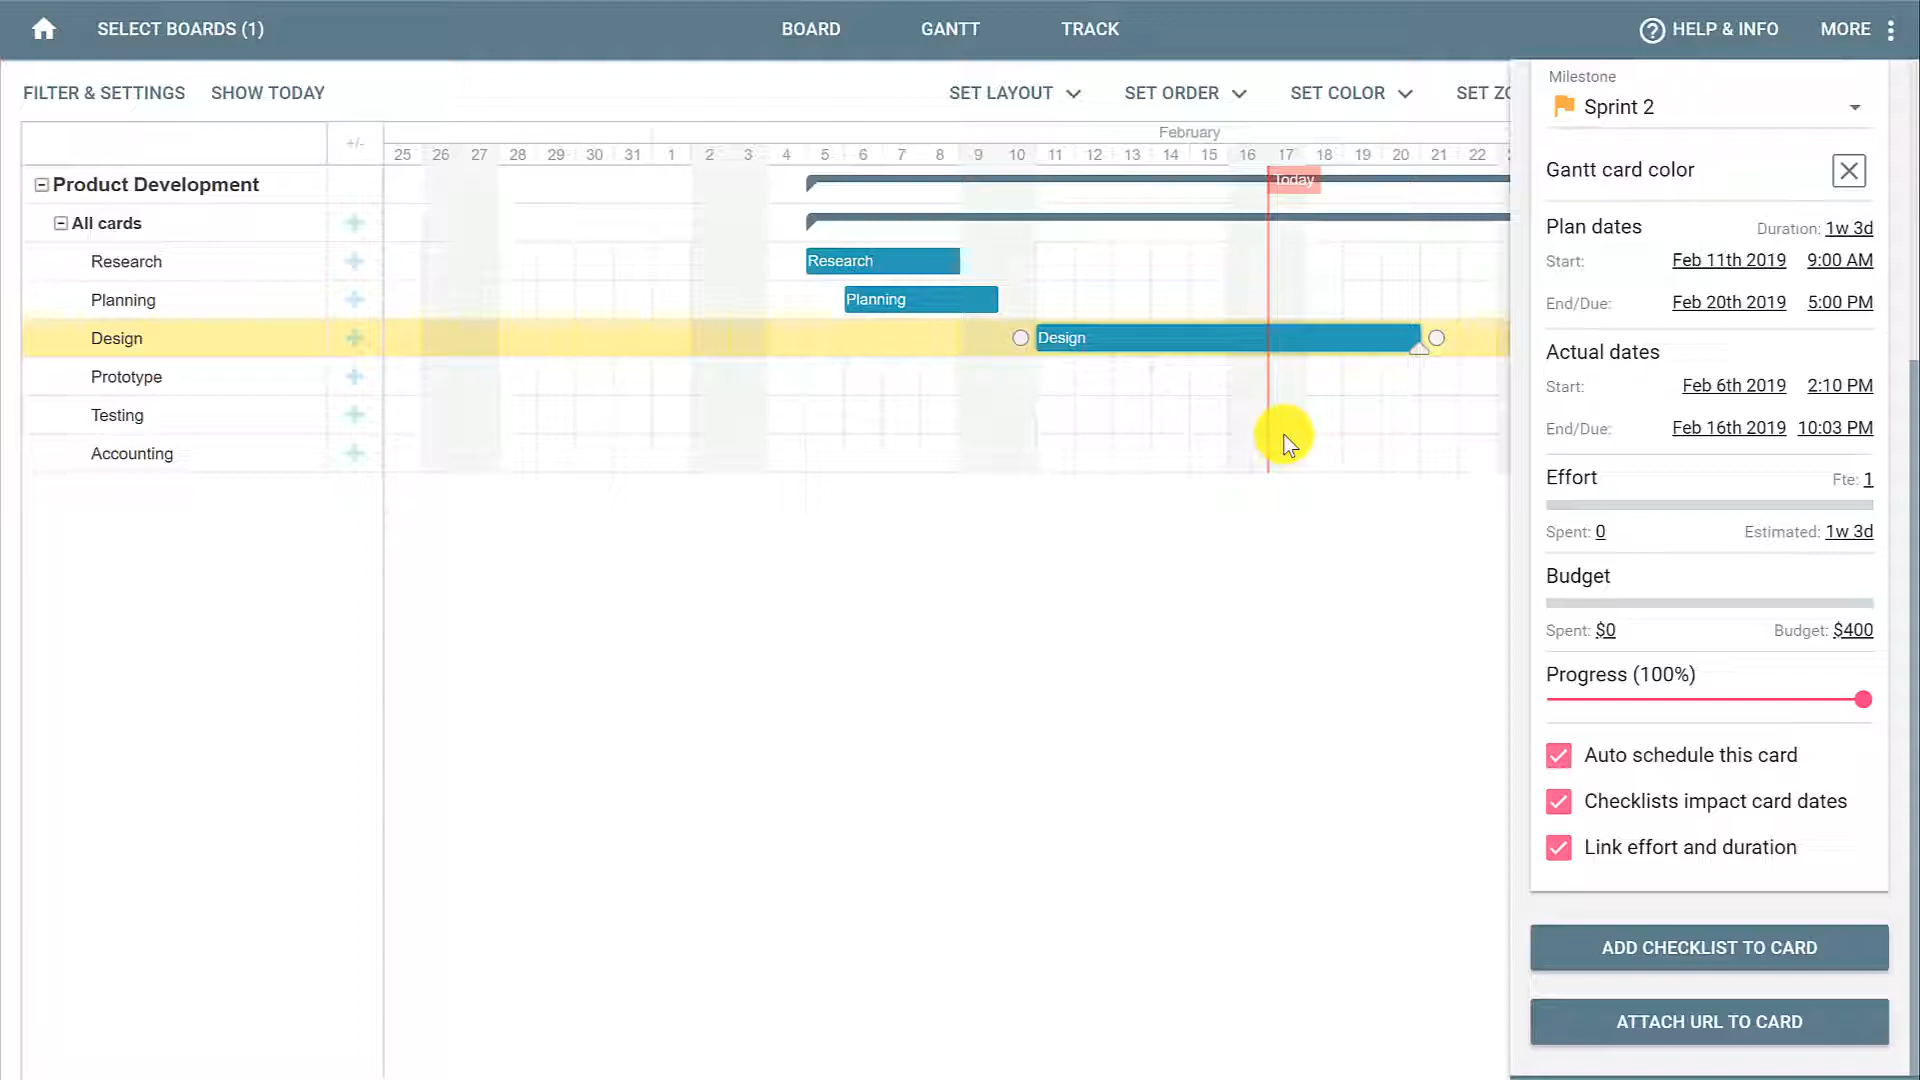 SELECT BOARDS (1)
BOARD
GANTT
TRACK
HELP & INFO
MORE
FILTER & SETTINGS
SHOW TODAY
SET LAYOUT
SET ORDER
SET COLOR
SET
+/-
February
25 26 27 28 29 30 31 1 2 3 4 5 6 7 8 9 10 11 12 13 14 15 16 17 18 19 20 21 22
Product Development
Today
All cards
Research
Research
Planning
Planning
Design
Design
Prototype
Testing
Accounting
Milestone
Sprint 2
Gantt card color
Plan dates
Duration: 1w 3d
Start: Feb 11th 2019 9:00 AM
End/Due: Feb 20th 2019 5:00 PM
Actual dates
Start: Feb 6th 2019 2:10 PM
End/Due: Feb 16th 2019 10:03 PM
Effort
Fte: 1
Spent: 0
Estimated: 1w 3d
Budget
Spent: $0
Budget: $400
Progress (100%)
Auto schedule this card
Checklists impact card dates
Link effort and duration
ADD CHECKLIST TO CARD
ATTACH URL TO CARD